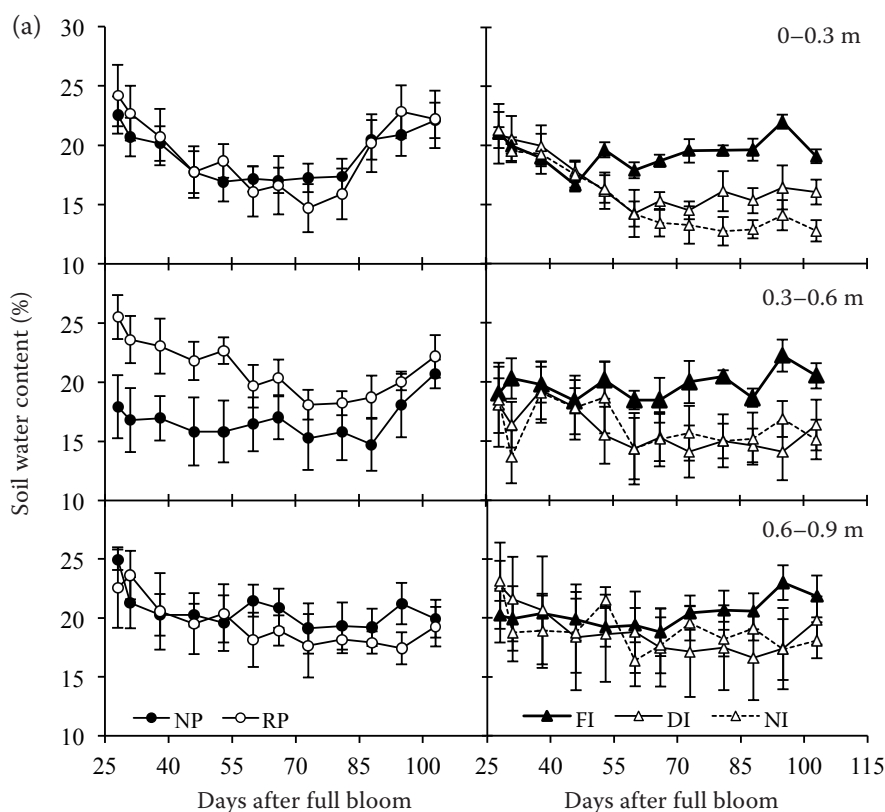 (a)
30
25
20
15
10
0–0.3 m
25
20
15
10
0.3–0.6 m
25
20
15
10
0.6–0.9 m
Soil water content (%)
NP RP
FI DI NI
25 40 55 70 85 100
25 40 55 70 85 100 115
Days after full bloom
Days after full bloom